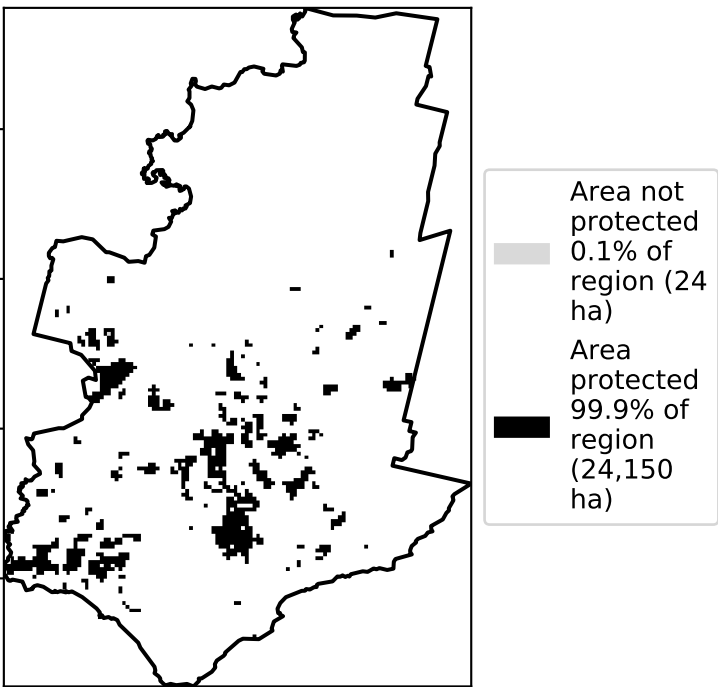 Area not
protected
0.1% of
region (24
ha)
Area
protected
99.9% of
region
(24,150
ha)